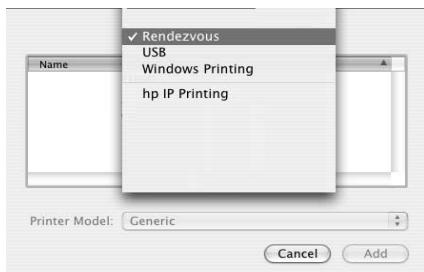 ✓ Rendezvous
USB
Windows Printing
hp IP Printing
Name
Printer Model: Generic
Cancel Add